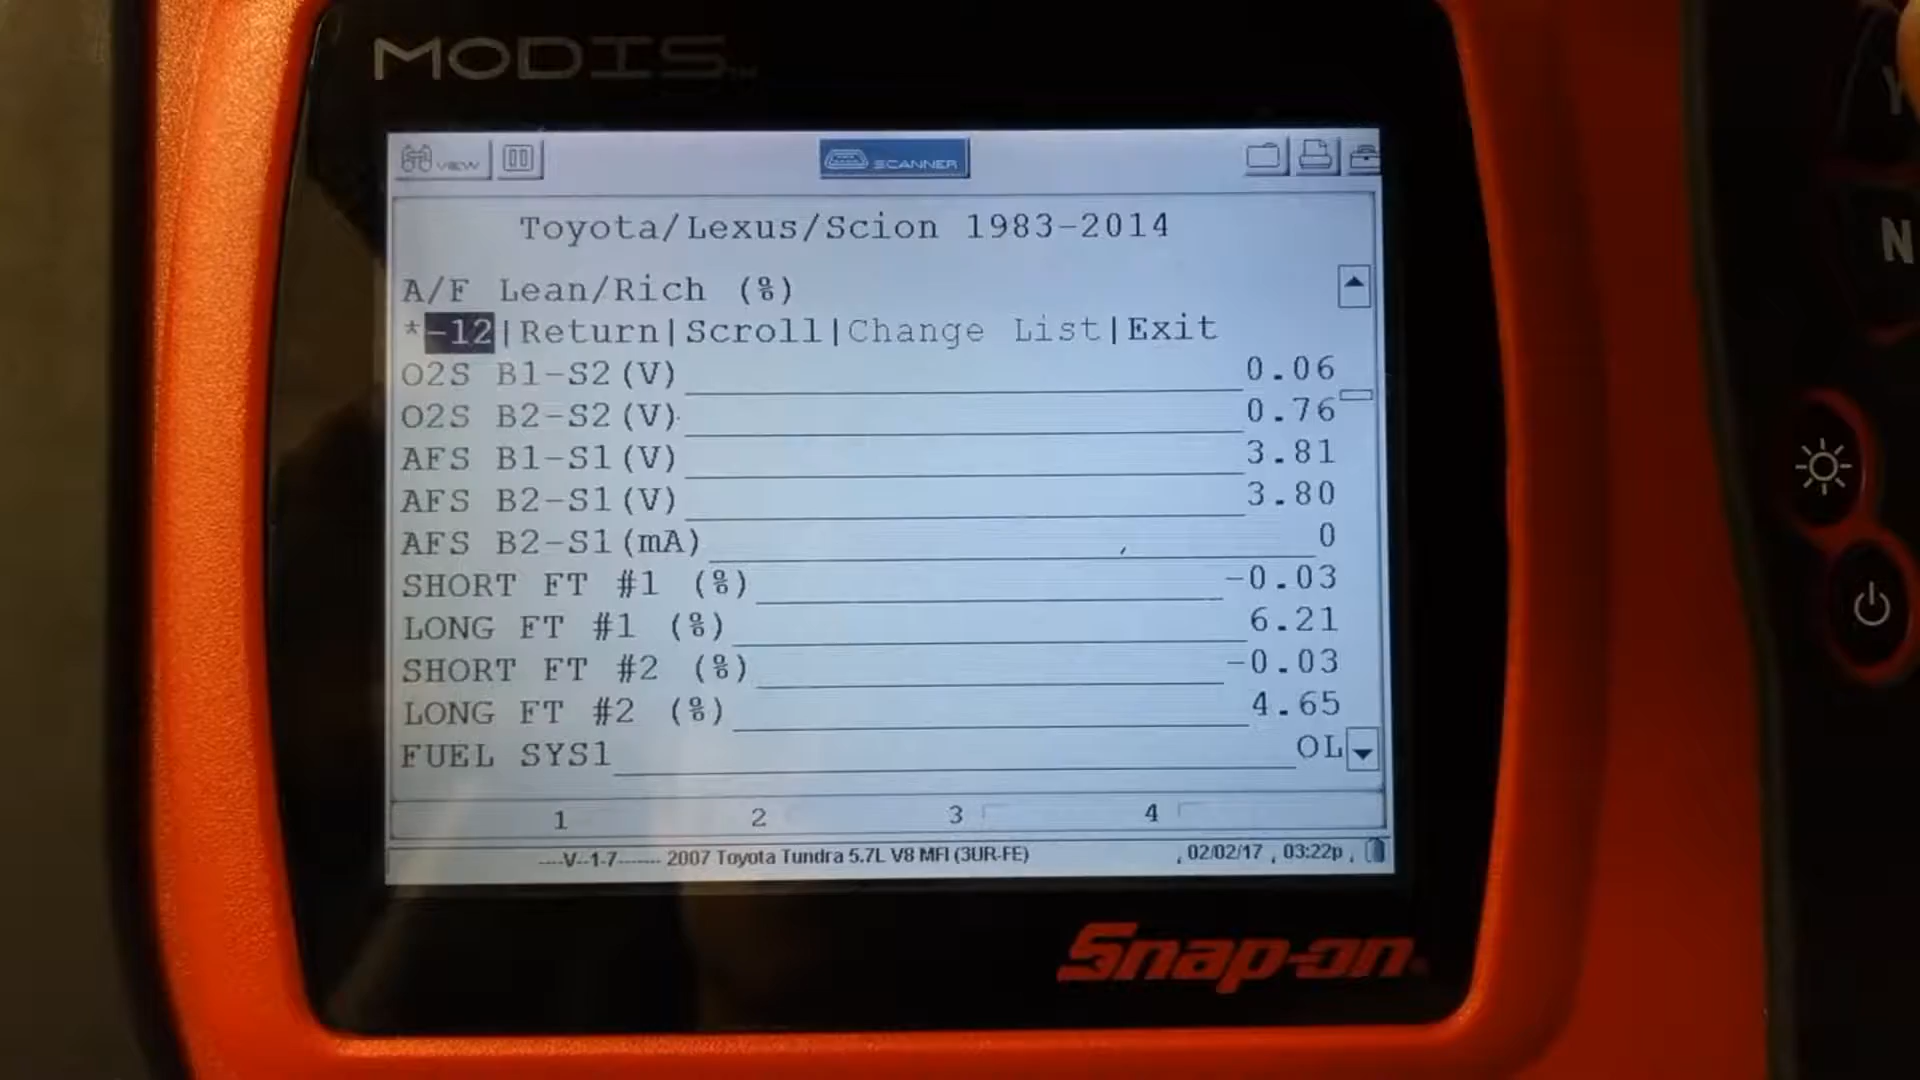 MODIS™
VIEW
SCANNER
Toyota/Lexus/Scion 1983-2014
A/F Lean/Rich (%)
*-12|Return|Scroll|Change List|Exit
O2S B1-S2(V) 0.06
O2S B2-S2(V) 0.76
AFS B1-S1(V) 3.81
AFS B2-S1(V) 3.80
AFS B2-S1(mA) 0
SHORT FT #1 (%) -0.03
LONG FT #1 (%) 6.21
SHORT FT #2 (%) -0.03
LONG FT #2 (%) 4.65
FUEL SYS1 OL
1 2 3 4
----V--1-7------- 2007 Toyota Tundra 5.7L V8 MFI (3UR-FE) , 02/02/17 , 03:22p ,
Snap-on
Y
N